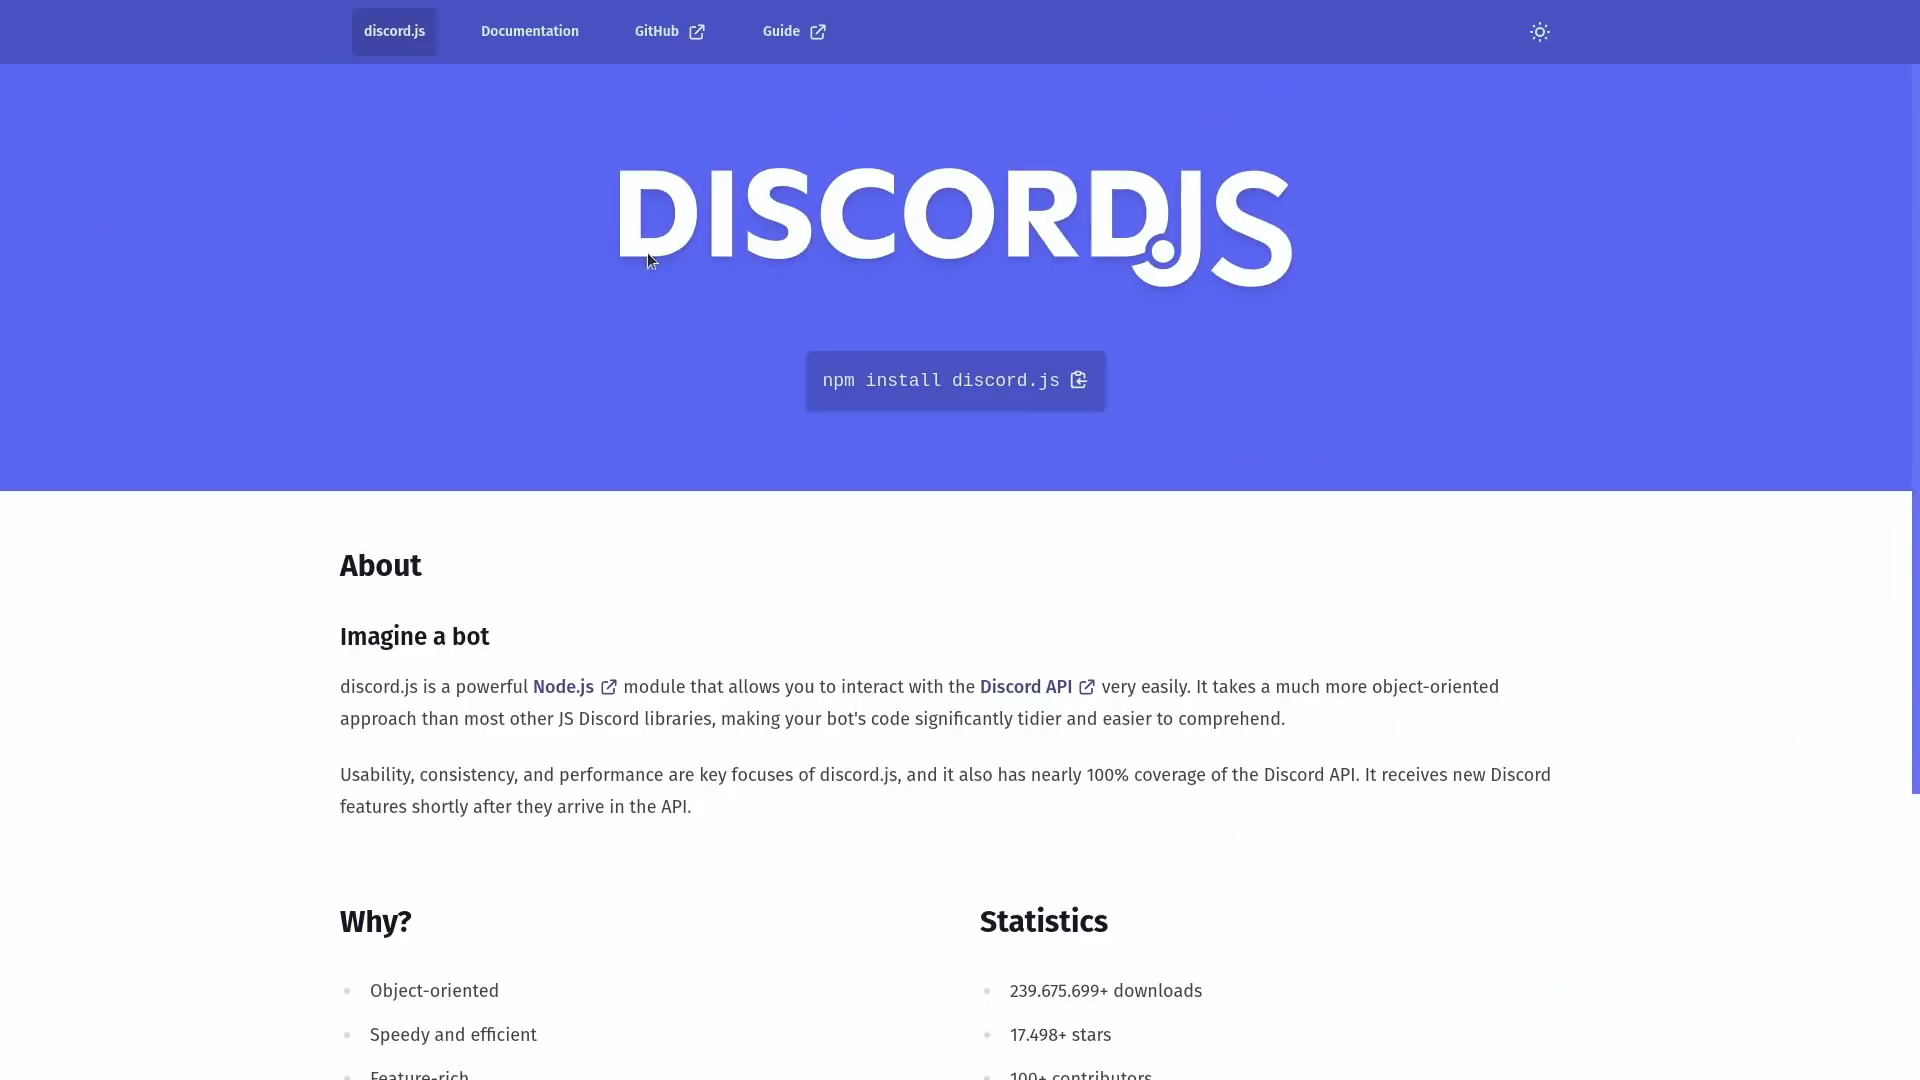 discord.js Documentation GitHub Guide
DISCORDJS
npm install discord.js
About
Imagine a bot
discord.js is a powerful Node.js module that allows you to interact with the Discord API very easily. It takes a much more object-oriented
approach than most other JS Discord libraries, making your bot's code significantly tidier and easier to comprehend.
Usability, consistency, and performance are key focuses of discord.js, and it also has nearly 100% coverage of the Discord API. It receives new Discord
features shortly after they arrive in the API.
Why?
Object-oriented
Speedy and efficient
Feature-rich
Statistics
239.675.699+ downloads
17.498+ stars
100+ contributors